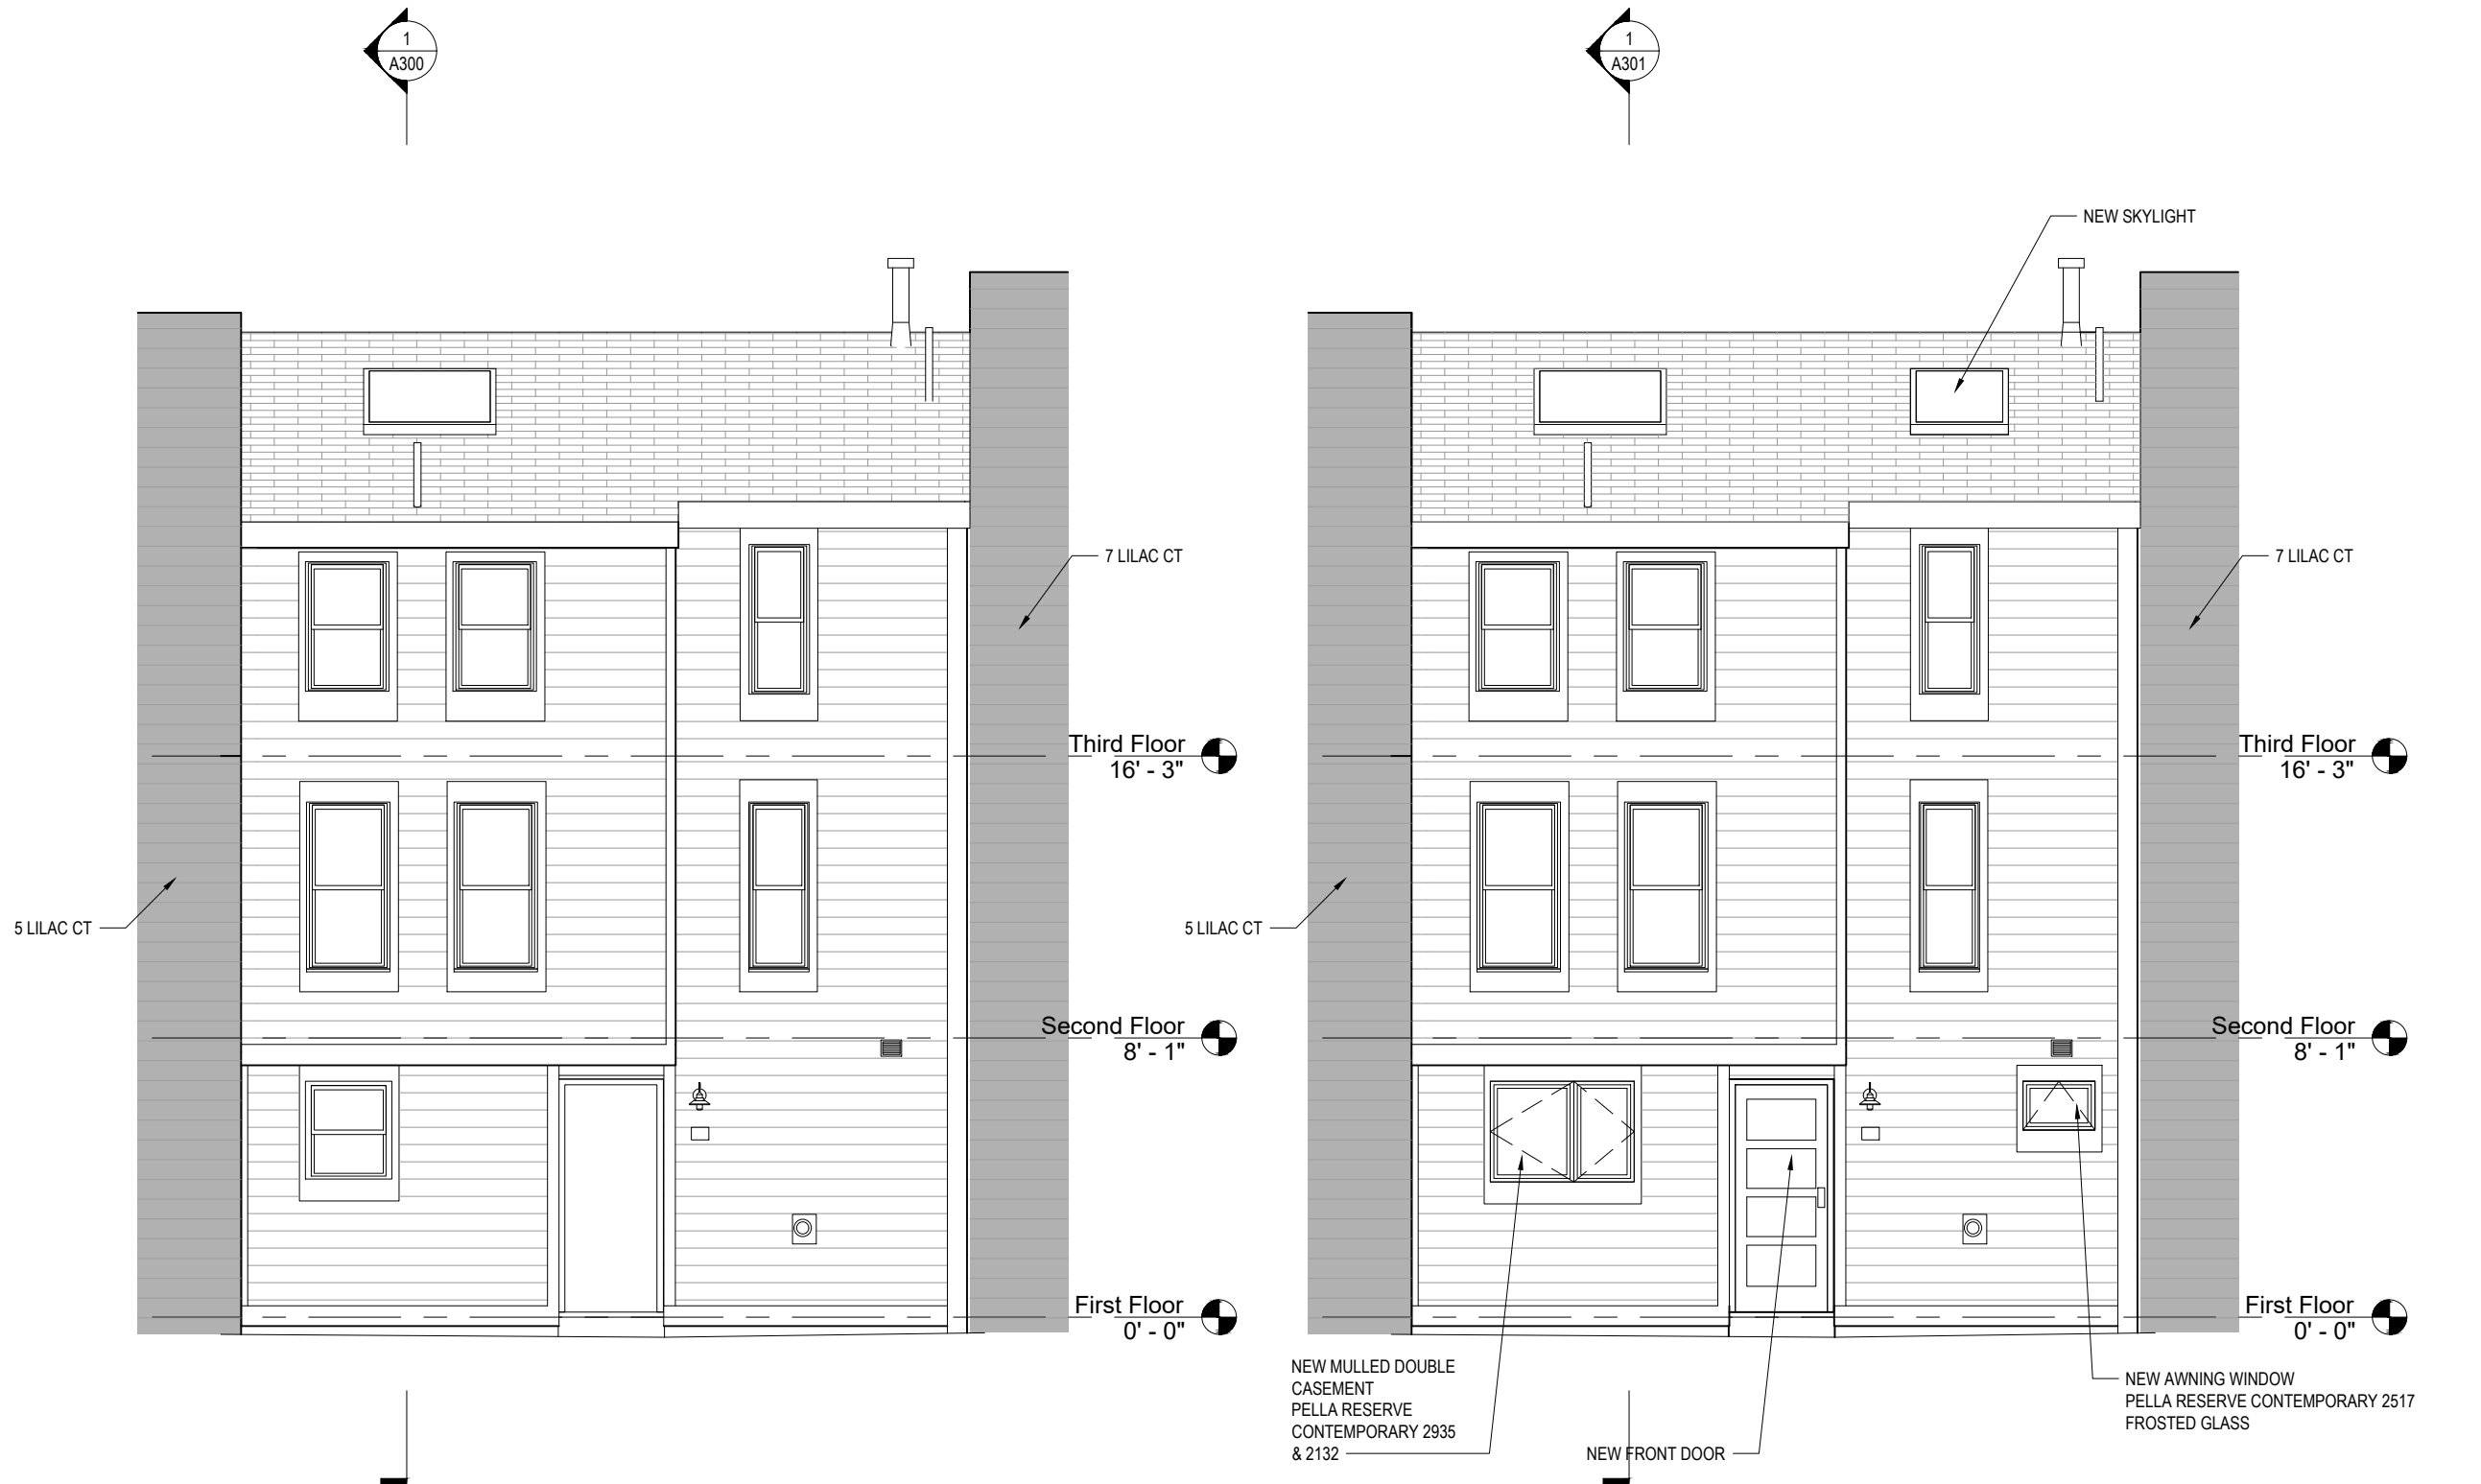 1
A300
1
A301
NEW SKYLIGHT
7 LILAC CT
7 LILAC CT
Third Floor
16' - 3"
Third Floor
16' - 3"
5 LILAC CT
5 LILAC CT
Second Floor
8' - 1"
Second Floor
8' - 1"
First Floor
0' - 0"
First Floor
0' - 0"
NEW MULLED DOUBLE
CASEMENT
PELLA RESERVE
CONTEMPORARY 2935
& 2132
NEW FRONT DOOR
NEW AWNING WINDOW
PELLA RESERVE CONTEMPORARY 2517
FROSTED GLASS